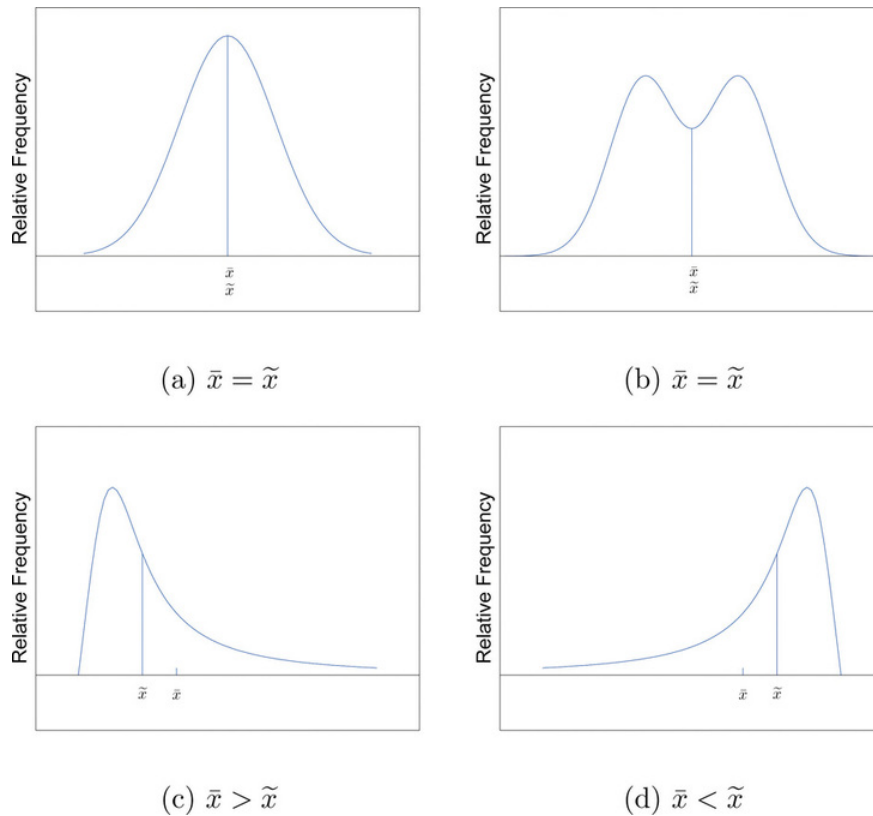 Relative Frequency
x̄
x̃
(a) x̄ = x̃
Relative Frequency
x̄
x̃
(b) x̄ = x̃
Relative Frequency
x̃ x̄
(c) x̄ > x̃
Relative Frequency
x̄ x̃
(d) x̄ < x̃